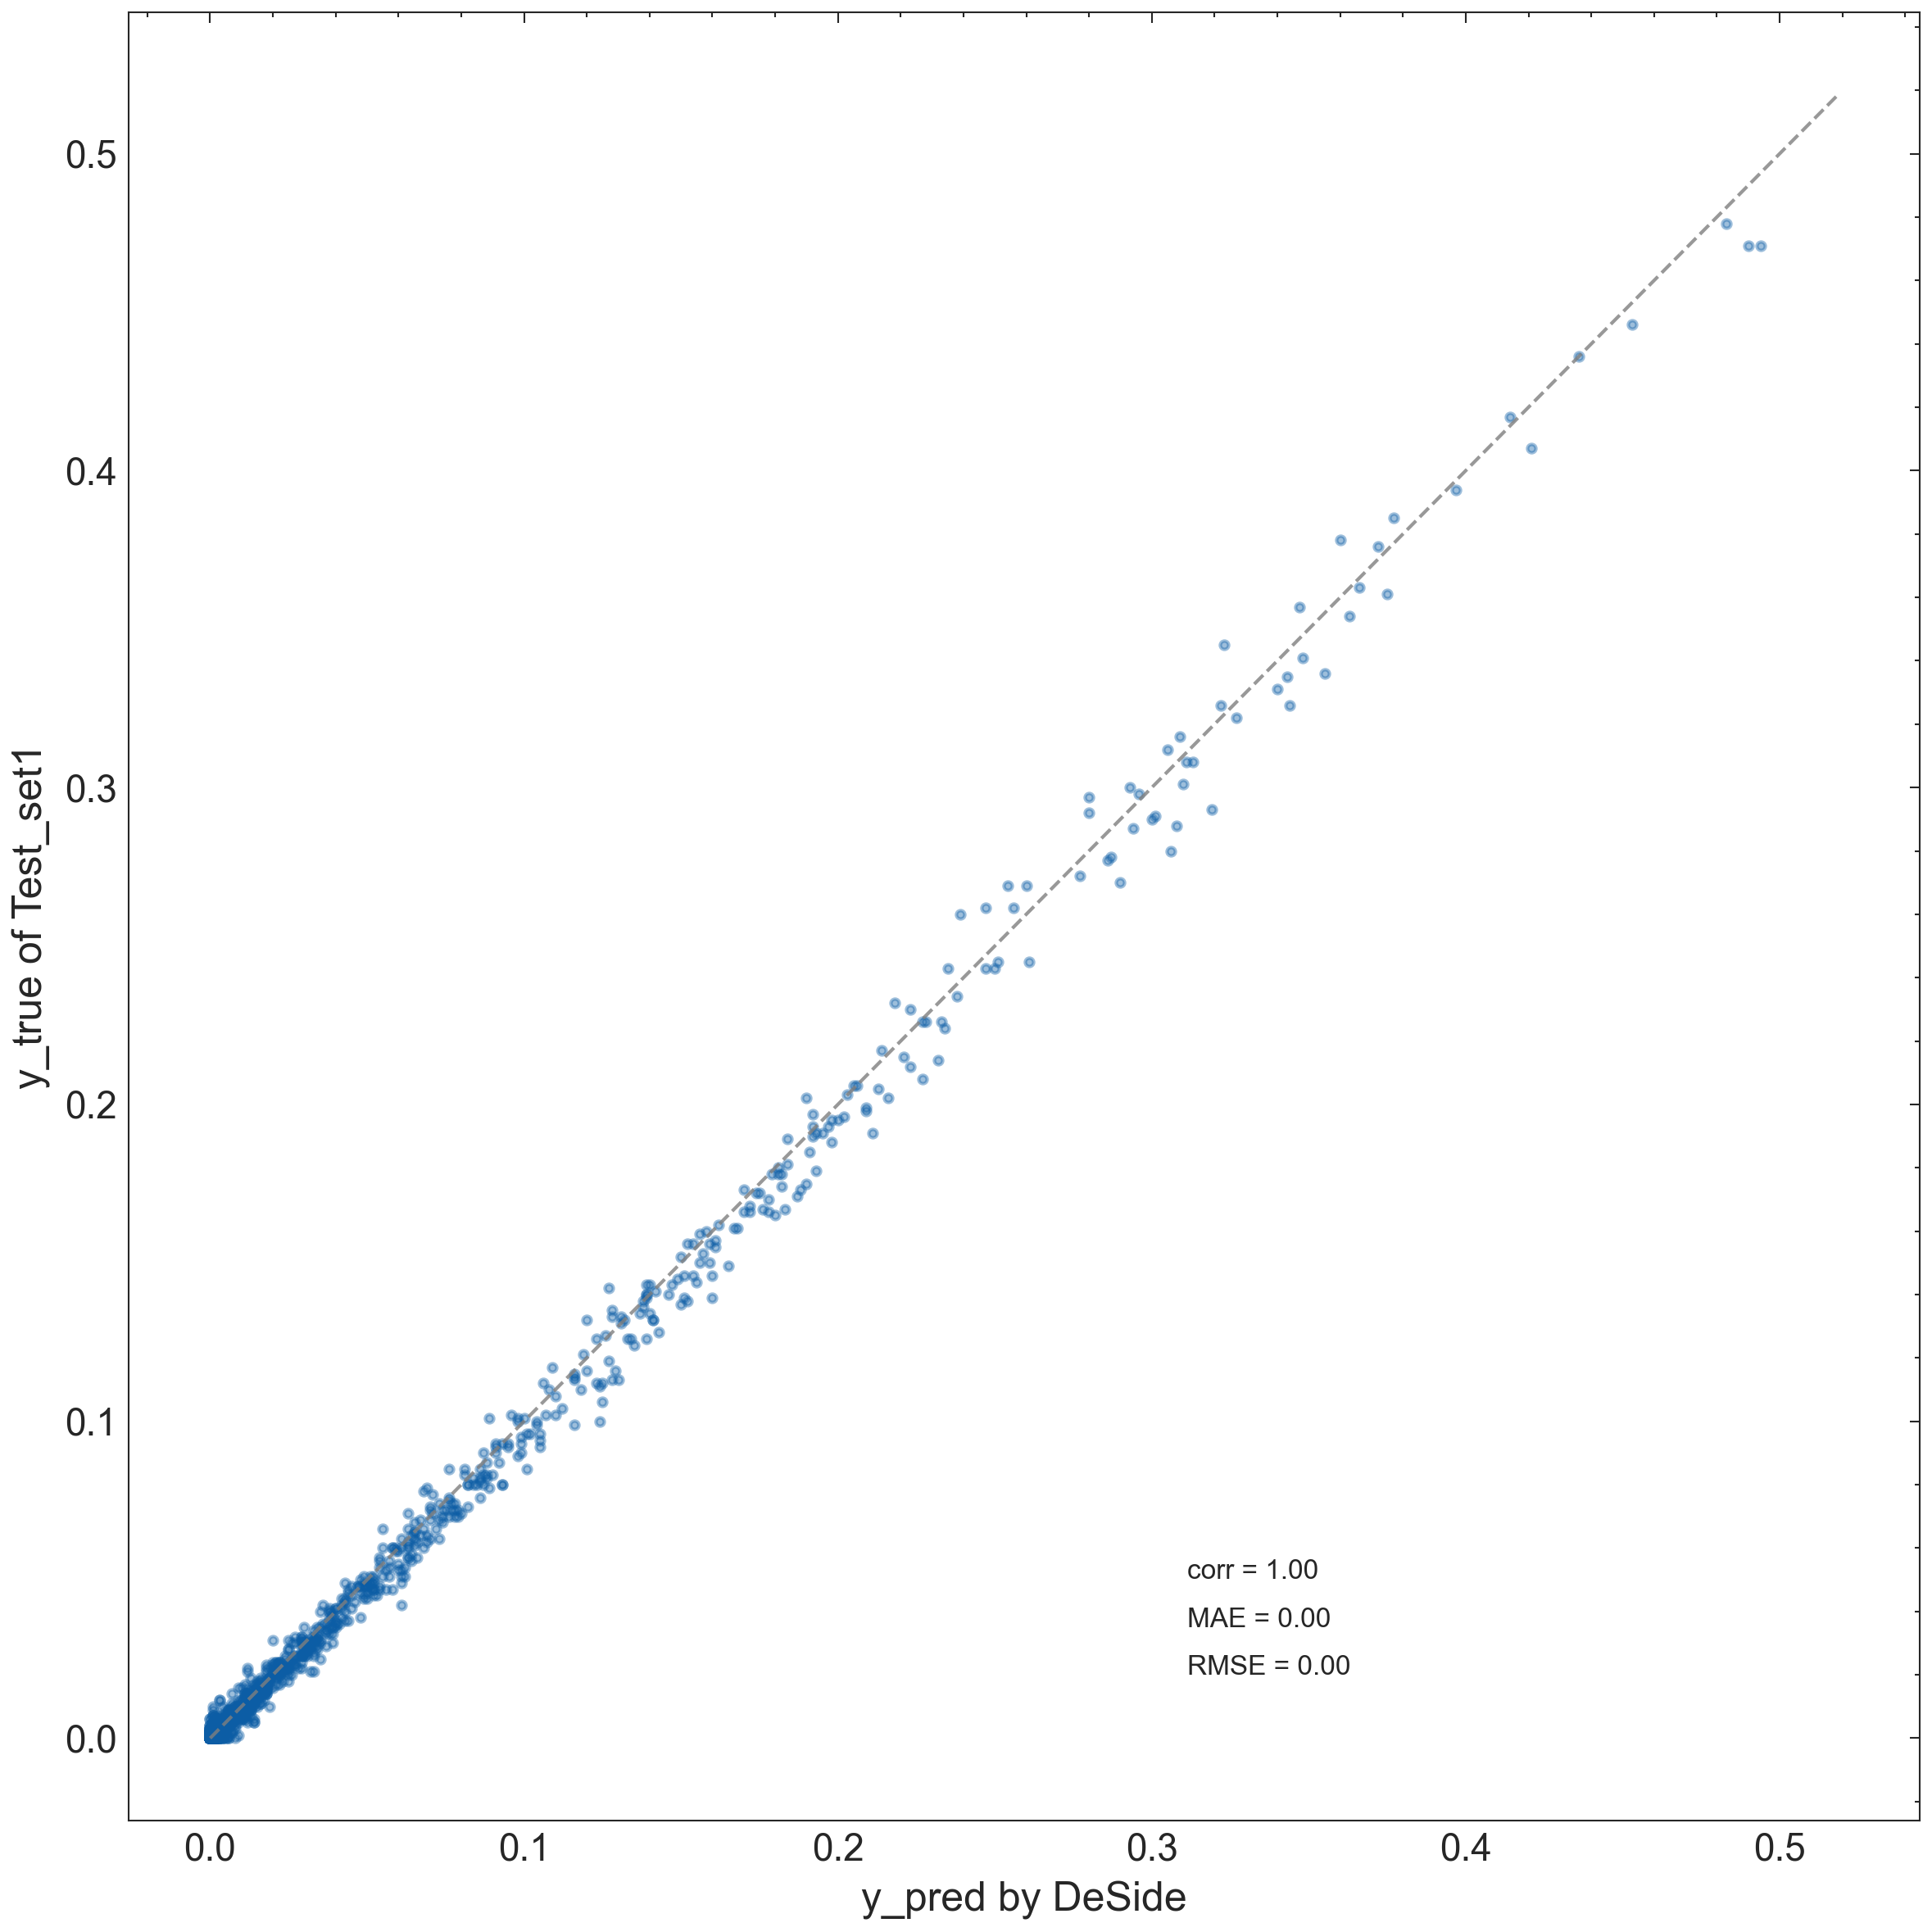 0.5
0.4
0.3
0.2
0.1
0.0
y_true of Test_set1
corr = 1.00
MAE = 0.00
RMSE = 0.00
0.0 0.1 0.2 0.3 0.4 0.5
y_pred by DeSide